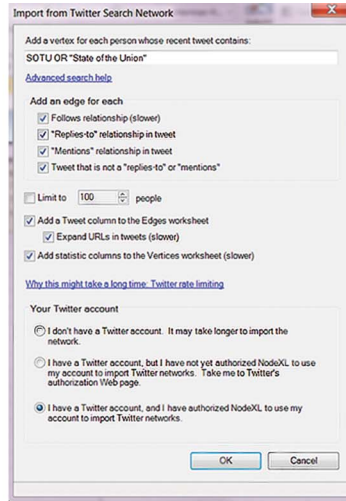 Import from Twitter Search Network
Add a vertex for each person whose recent tweet contains:
SOTU OR "State of the Union"
Advanced search help
Add an edge for each
Follows relationship (slower)
"Replies-to" relationship in tweet
"Mentions" relationship in tweet
Tweet that is not a "replies-to" or "mentions"
Limit to 100 people
Add a Tweet column to the Edges worksheet
Expand URLs in tweets (slower)
Add statistic columns to the Vertices worksheet (slower)
Why this might take a long time: Twitter rate limiting
Your Twitter account
I don't have a Twitter account. It may take longer to import the
network.
I have a Twitter account, but I have not yet authorized NodeXL to use
my account to import Twitter networks. Take me to Twitter's
authorization Web page.
I have a Twitter account, and I have authorized NodeXL to use my
account to import Twitter networks.
OK Cancel